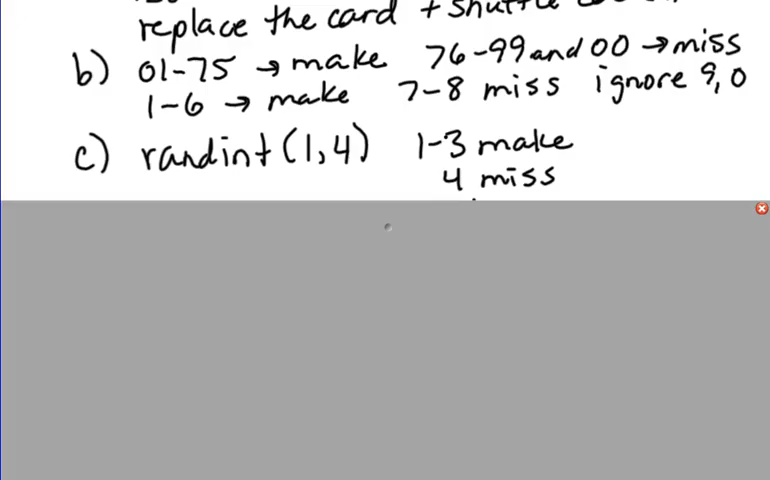 replace the card + shuffle
b) 01-75 → make 76-99 and 00 → miss
1-6 → make 7-8 miss ignore 9,0
c) randint (1,4) 1-3 make
4 miss